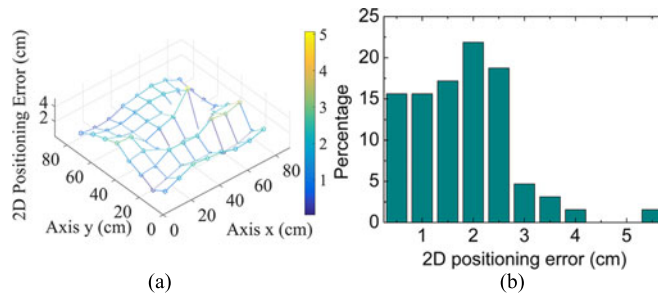 2D Positioning Error (cm)
4
2
80
60
40
20
0
Axis y (cm)
0
20
40
60
80
Axis x (cm)
5
4
3
2
1
(a)
Percentage
25
20
15
10
5
0
1 2 3 4 5
2D positioning error (cm)
(b)